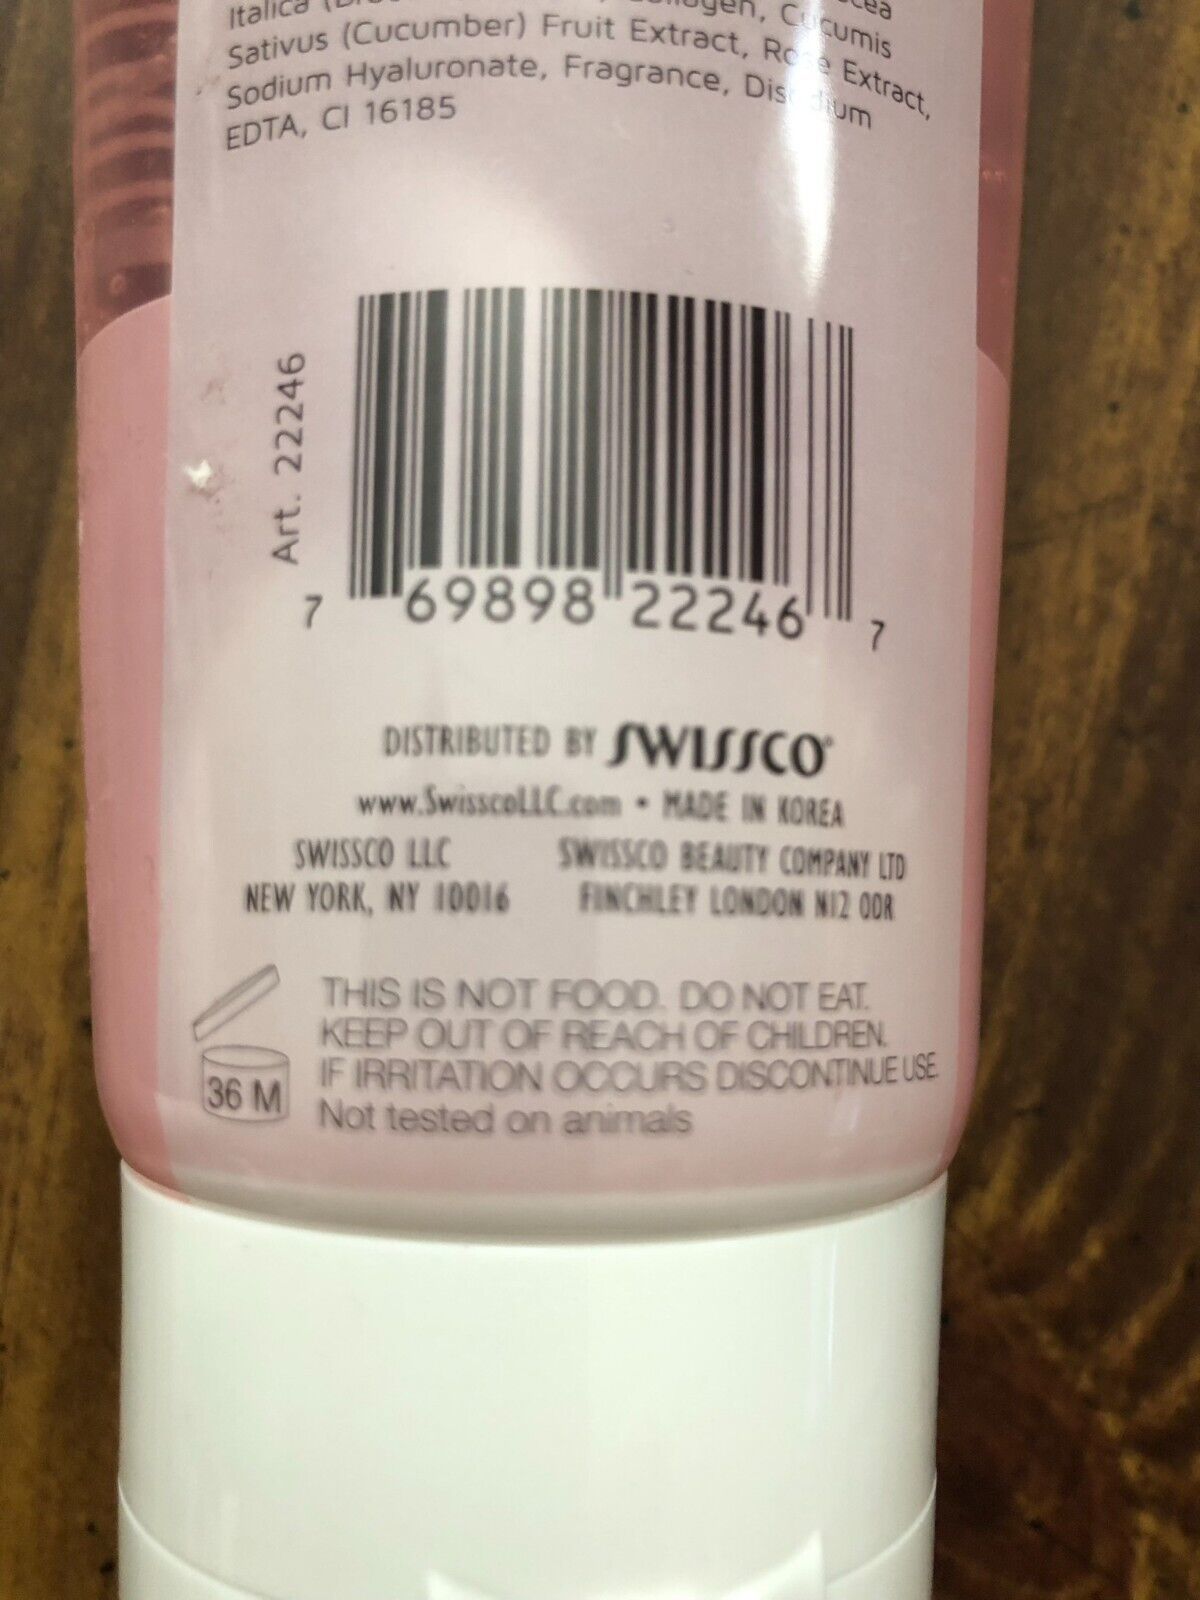 Italica
Collagen, Cucumis
Sativus (Cucumber) Fruit Extract, Rose Extract,
Sodium Hyaluronate, Fragrance, Disodium
EDTA, CI 16185
Art. 22246
7 69898 22246 7
DISTRIBUTED BY SWISSCO®
www.SwisscoLLC.com • MADE IN KOREA
SWISSCO LLC
NEW YORK, NY 10016
SWISSCO BEAUTY COMPANY LTD
FINCHLEY LONDON N12 0DR
36 M
THIS IS NOT FOOD. DO NOT EAT.
KEEP OUT OF REACH OF CHILDREN.
IF IRRITATION OCCURS DISCONTINUE USE.
Not tested on animals